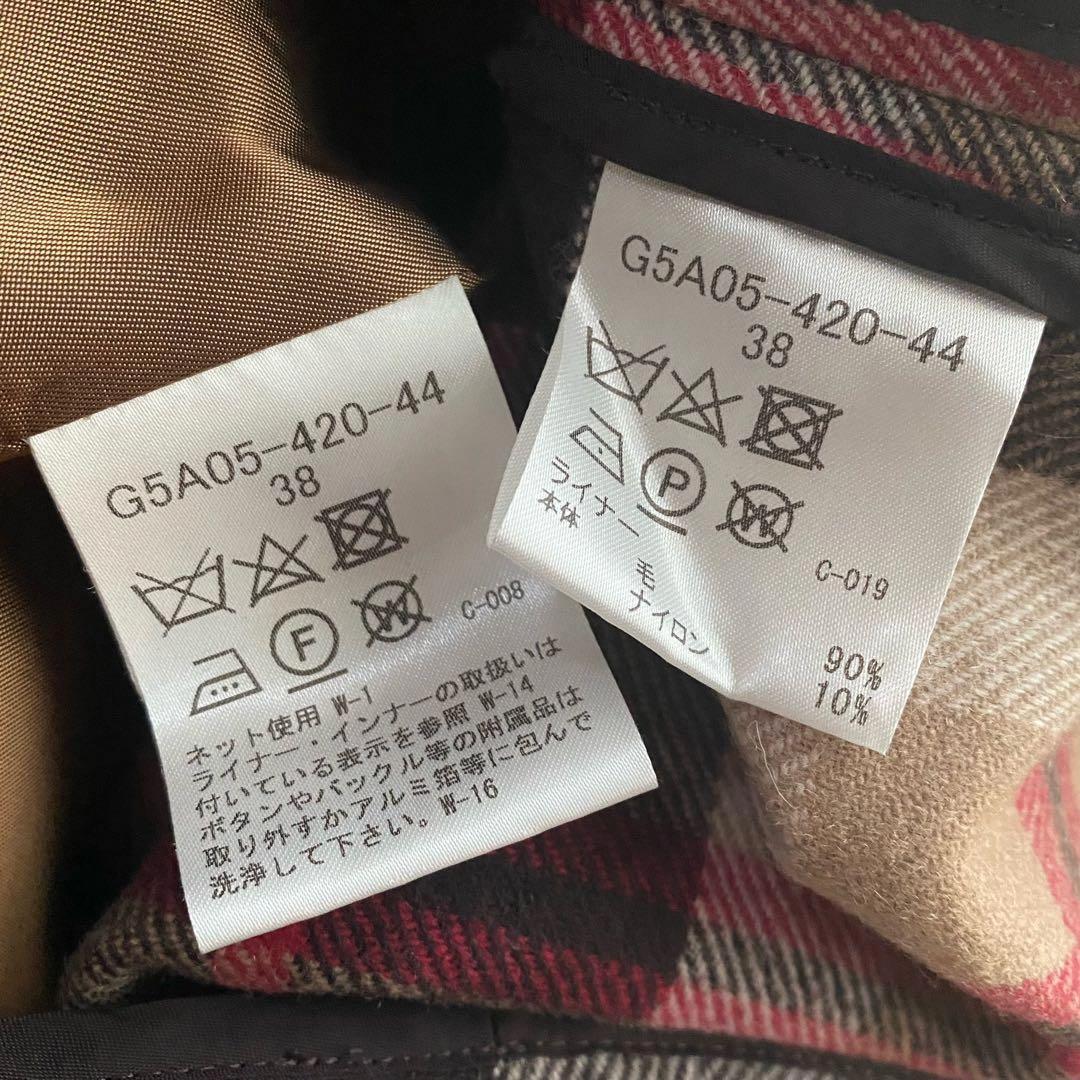 G5A05-420-44
38
F
W
C-008
ネット使用 W-1
ライナー・インナーの取扱いは
付いている表示を参照 W-14
ボタンやバックル等の附属品は
取り外すかアルミ箔等に包んで
洗浄して下さい。W-16
G5A05-420-44
38
P
W
C-019
ライナー
本体
毛 90%
ナイロン 10%